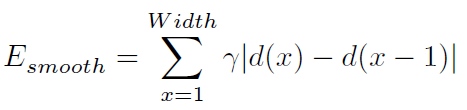 E_{smooth} = \sum_{x=1}^{Width} \gamma|d(x) - d(x-1)|